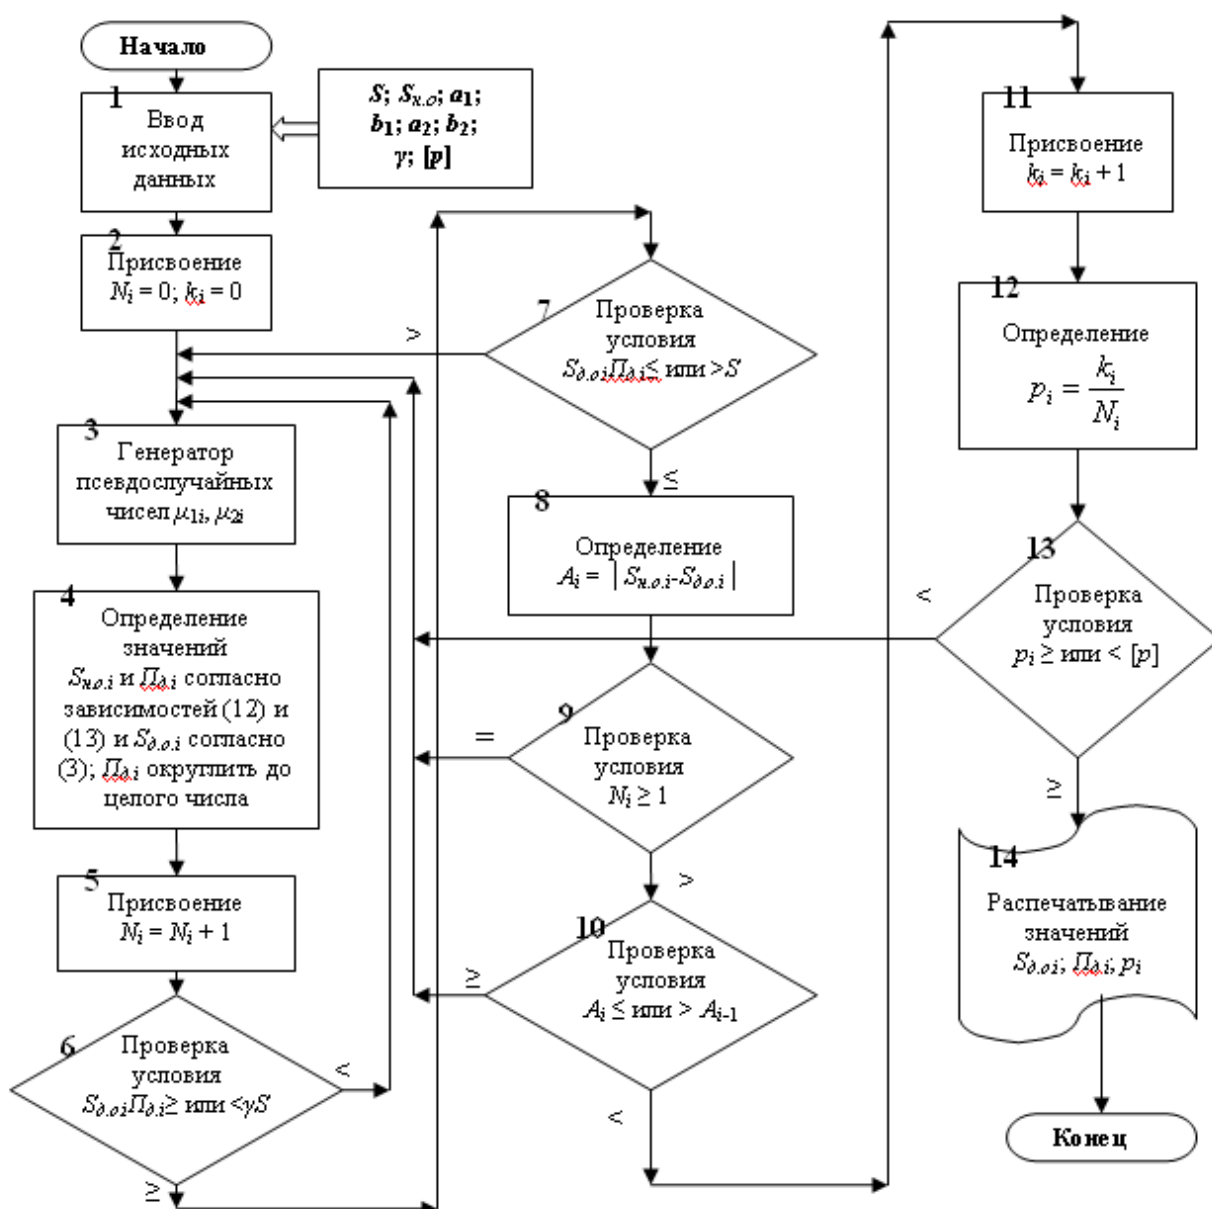 Начало
1
Ввод
исходных
данных
S; Sн.о; a1;
b1; a2; b2;
γ; [p]
2
Присвоение
Ni = 0; ki = 0
3
Генератор
псевдослучайных
чисел μ1i, μ2i
4
Определение
значений
Sн.о.i и Пд.i согласно
зависимостей (12) и
(13) и Sд.о.i согласно
(3); Пд.i округлить до
целого числа
5
Присвоение
Ni = Ni + 1
6
Проверка
условия
Sд.о.iПд.i≥ или <γS
<
≥
7
Проверка
условия
Sд.о.iПд.i≤ или >S
>
≤
8
Определение
Ai = |Sн.о.i-Sд.о.i|
9
Проверка
условия
Ni ≥ 1
=
>
10
Проверка
условия
Ai ≤ или > Ai-1
≥
<
11
Присвоение
ki = ki + 1
12
Определение
pi = ki / Ni
13
Проверка
условия
pi ≥ или < [p]
<
≥
14
Распечатывание
значений
Sд.о.i; Пд.i; pi
Конец